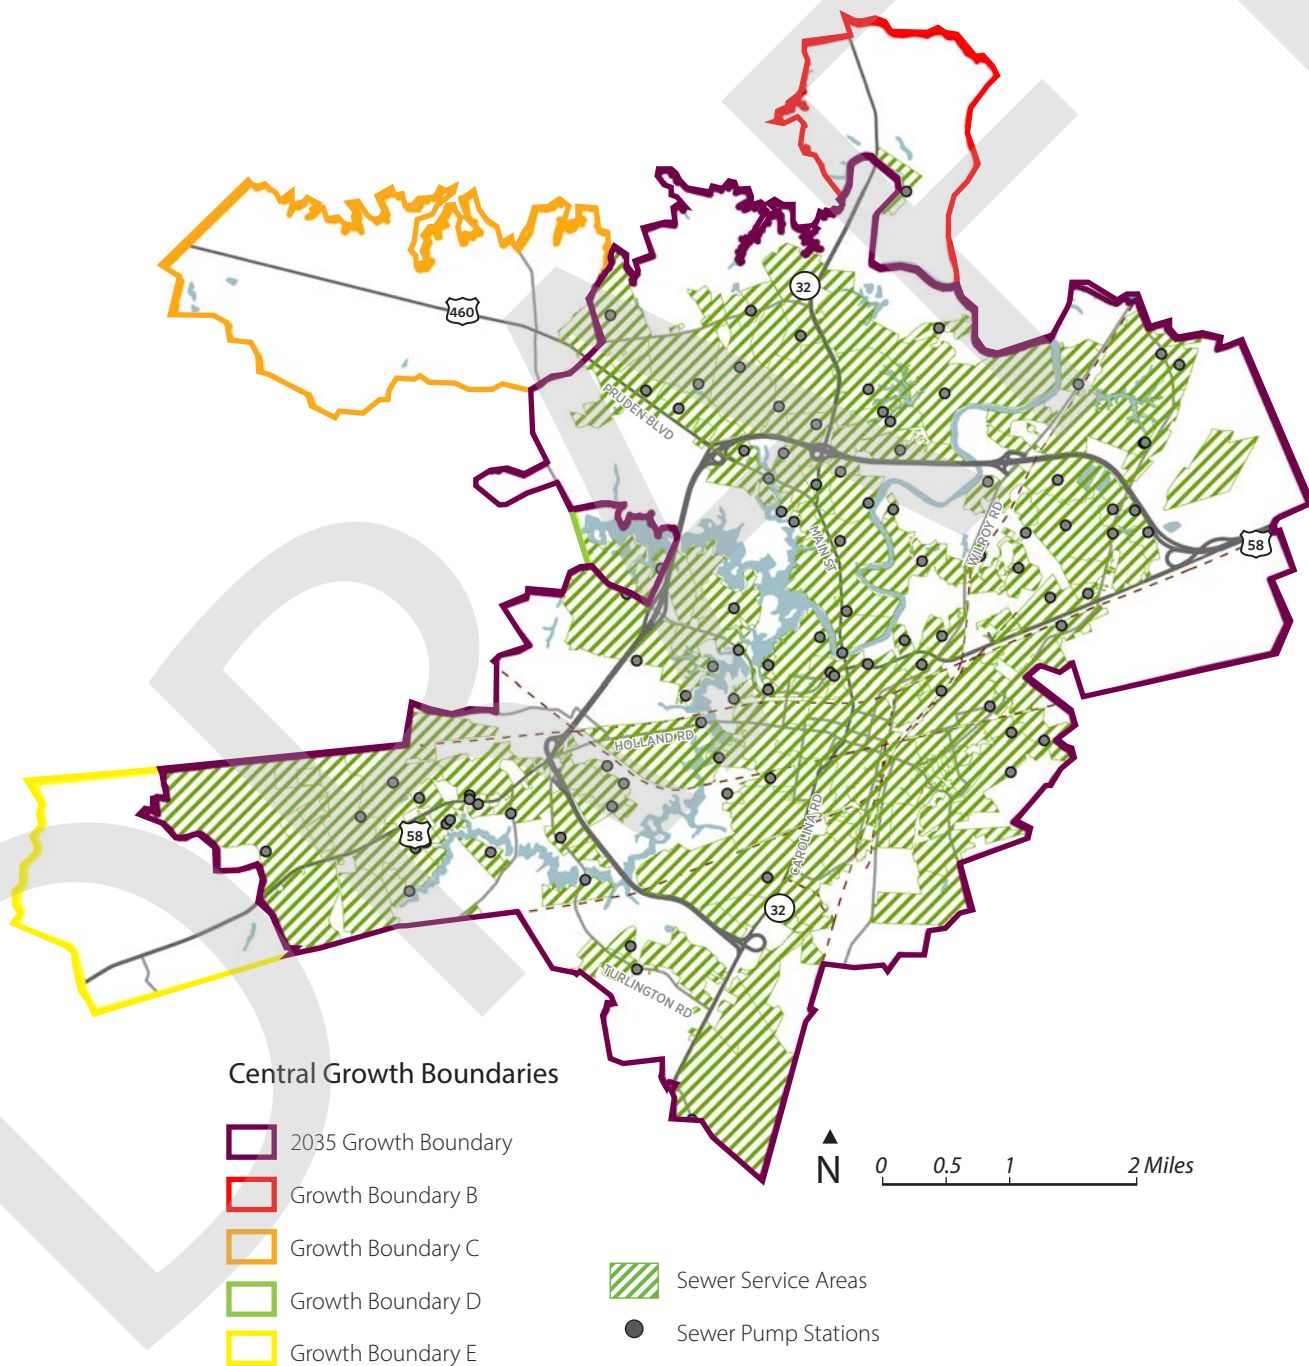 32
460
PRUDEN BLVD
MAIN ST
WILROY RD
58
HOLLAND RD
58
CAROLINA RD
32
TURLINGTON RD
Central Growth Boundaries
2035 Growth Boundary
Growth Boundary B
Growth Boundary C
Growth Boundary D
Growth Boundary E
N
0 0.5 1 2 Miles
Sewer Service Areas
Sewer Pump Stations
DRAFT